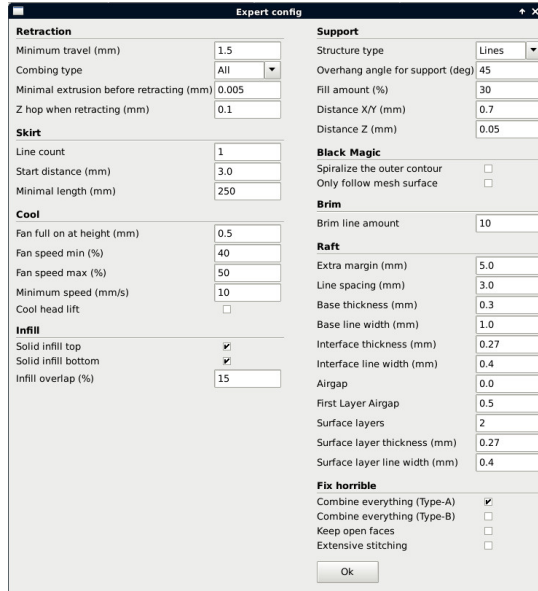 Expert config
Retraction
Minimum travel (mm) 1.5
Combing type All
Minimal extrusion before retracting (mm) 0.005
Z hop when retracting (mm) 0.1
Skirt
Line count 1
Start distance (mm) 3.0
Minimal length (mm) 250
Cool
Fan full on at height (mm) 0.5
Fan speed min (%) 40
Fan speed max (%) 50
Minimum speed (mm/s) 10
Cool head lift
Infill
Solid infill top
Solid infill bottom
Infill overlap (%) 15
Support
Structure type Lines
Overhang angle for support (deg) 45
Fill amount (%) 30
Distance X/Y (mm) 0.7
Distance Z (mm) 0.05
Black Magic
Spiralize the outer contour
Only follow mesh surface
Brim
Brim line amount 10
Raft
Extra margin (mm) 5.0
Line spacing (mm) 3.0
Base thickness (mm) 0.3
Base line width (mm) 1.0
Interface thickness (mm) 0.27
Interface line width (mm) 0.4
Airgap 0.0
First Layer Airgap 0.5
Surface layers 2
Surface layer thickness (mm) 0.27
Surface layer line width (mm) 0.4
Fix horrible
Combine everything (Type-A)
Combine everything (Type-B)
Keep open faces
Extensive stitching
Ok